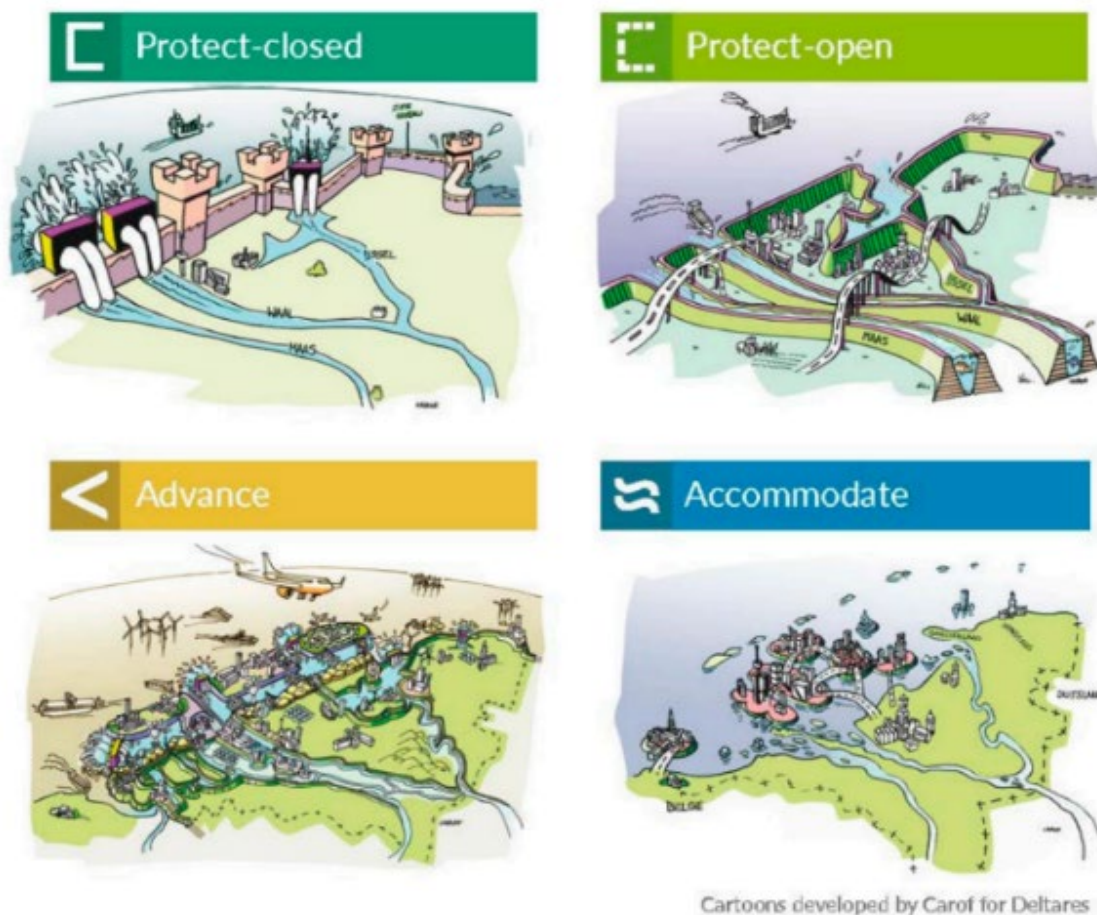 Protect-closed
Protect-open
IJSSEL
WAAL
MAAS
IJSSEL
WAAL
MAAS
Advance
Accommodate
DUITSLAND
BELGIE
Cartoons developed by Carof for Deltares